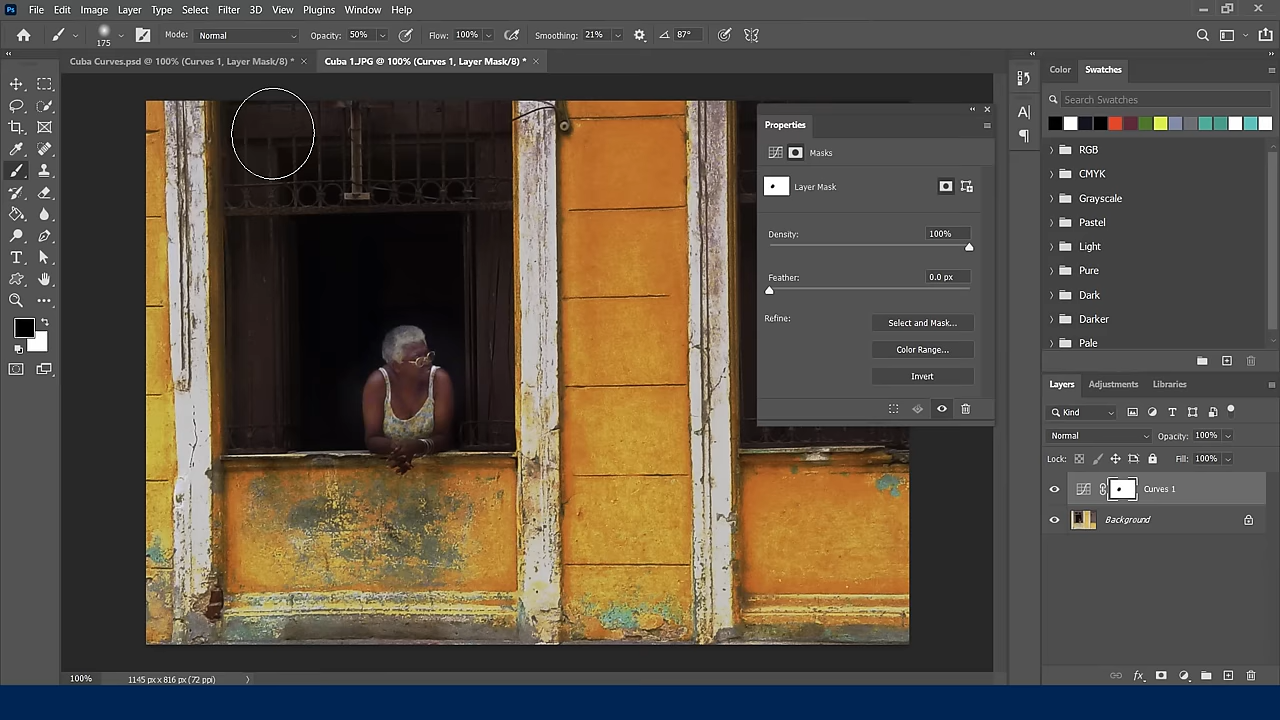 Ps File Edit Image Layer Type Select Filter 3D View Plugins Window Help
175 Mode: Normal Opacity: 50% Flow: 100% Smoothing: 21% 87°
Cuba Curves.psd @ 100% (Curves 1, Layer Mask/8) * × Cuba 1.JPG @ 100% (Curves 1, Layer Mask/8) * ×
Color Swatches
Search Swatches
RGB
CMYK
Grayscale
Pastel
Light
Pure
Dark
Darker
Pale
Properties
Masks
Layer Mask
Density: 100%
Feather: 0.0 px
Refine: Select and Mask...
Color Range...
Invert
Layers Adjustments Libraries
Kind
Normal Opacity: 100%
Lock: Fill: 100%
Curves 1
Background
100% 1145 px x 816 px (72 ppi)